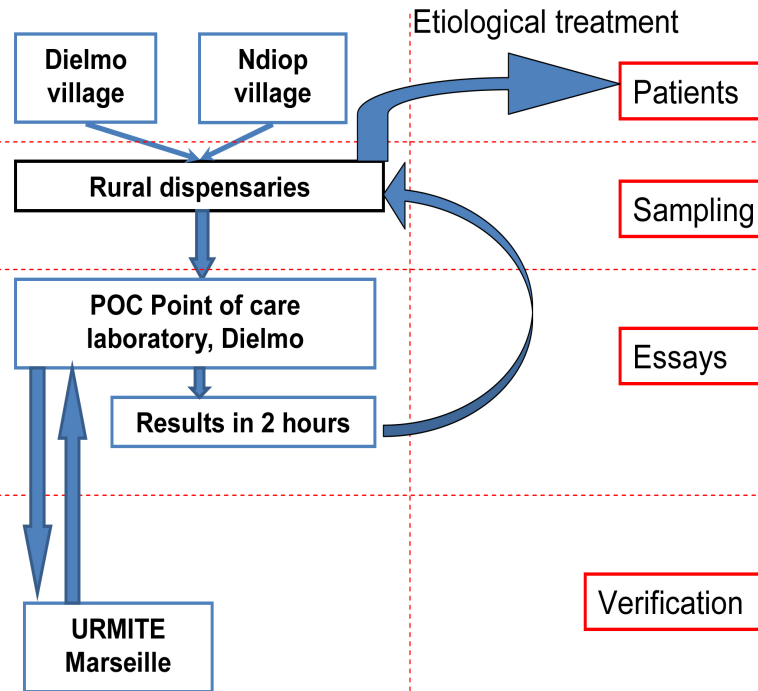 Etiological treatment
Dielmo
village
Ndiop
village
Patients
Rural dispensaries
Sampling
POC Point of care
laboratory, Dielmo
Essays
Results in 2 hours
Verification
URMITE
Marseille